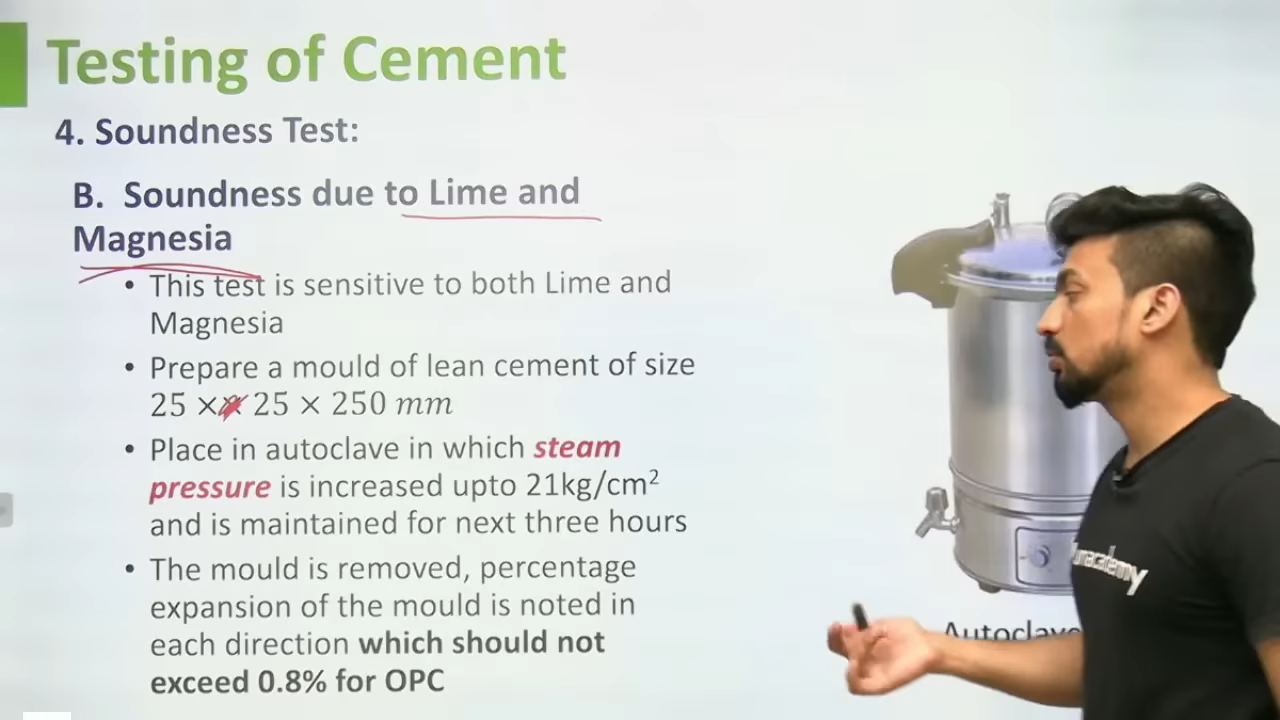 Testing of Cement
4. Soundness Test:
B. Soundness due to Lime and
Magnesia
• This test is sensitive to both Lime and
Magnesia
• Prepare a mould of lean cement of size
25 × 25 × 250 mm
• Place in autoclave in which steam
pressure is increased upto 21kg/cm²
and is maintained for next three hours
• The mould is removed, percentage
expansion of the mould is noted in
each direction which should not
exceed 0.8% for OPC
Autoclave
unacademy